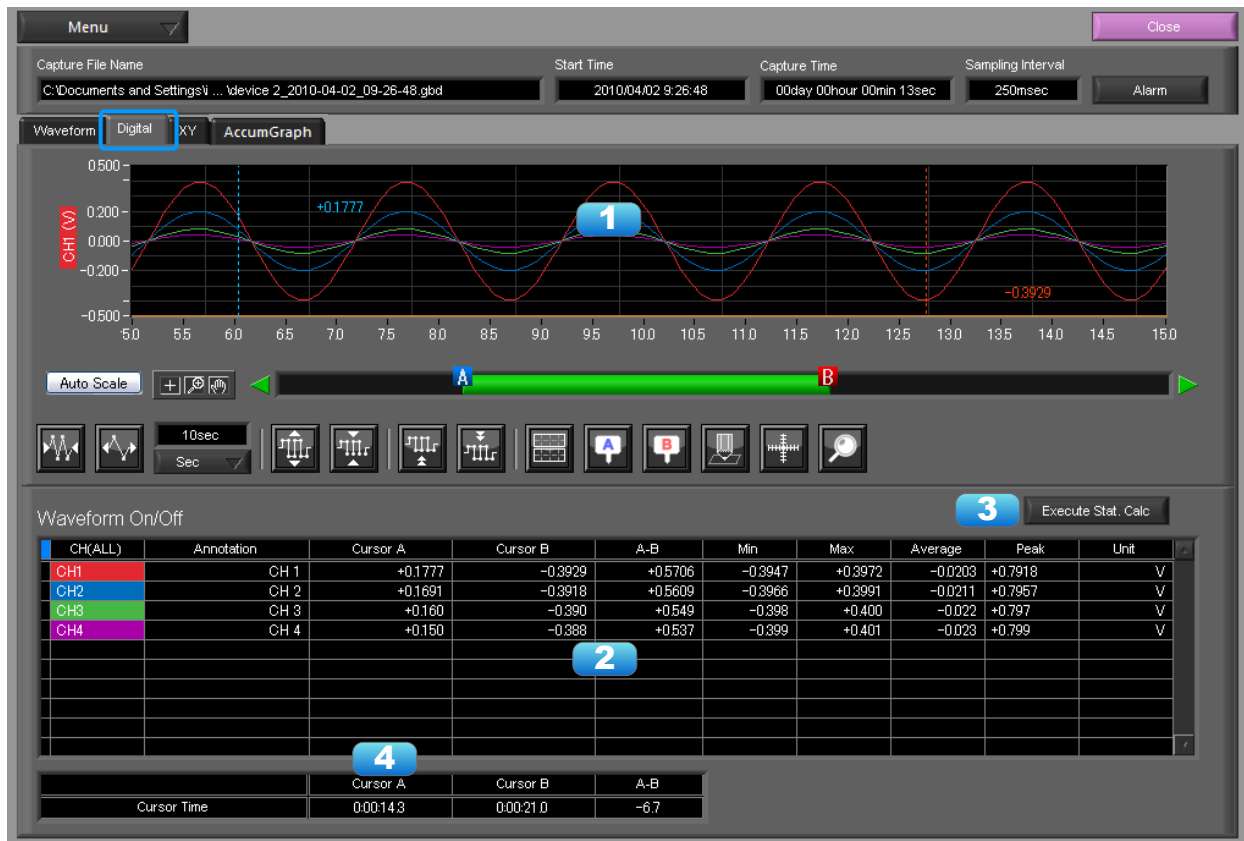 Menu
Close
Capture File Name Start Time Capture Time Sampling Interval
C:\Documents and Settings\i ... \device 2_2010-04-02_09-26-48.gbd 2010/04/02 9:26:48 00day 00hour 00min 13sec 250msec Alarm
Waveform Digital XY AccumGraph
CH1 (V)
0.500
0.200
0.000
-0.200
-0.500
+0.1777
1
-0.3929
5.0 5.5 6.0 6.5 7.0 7.5 8.0 8.5 9.0 9.5 10.0 10.5 11.0 11.5 12.0 12.5 13.0 13.5 14.0 14.5 15.0
Auto Scale
A B
10sec
Sec
A B
Waveform On/Off 3 Execute Stat. Calc
CH(ALL) Annotation Cursor A Cursor B A-B Min Max Average Peak Unit
CH1 CH 1 +0.1777 -0.3929 +0.5706 -0.3947 +0.3972 -0.0203 +0.7918 V
CH2 CH 2 +0.1691 -0.3918 +0.5609 -0.3966 +0.3991 -0.0211 +0.7957 V
CH3 CH 3 +0.160 -0.390 +0.549 -0.398 +0.400 -0.022 +0.797 V
CH4 CH 4 +0.150 -0.388 +0.537 -0.399 +0.401 -0.023 +0.799 V
2
4
Cursor A Cursor B A-B
Cursor Time 0:00:14.3 0:00:21.0 -6.7